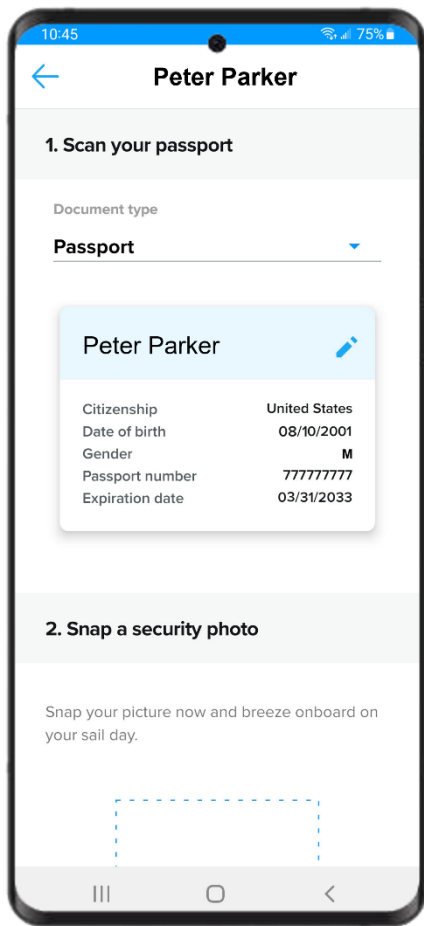 10:45 75%
Peter Parker
1. Scan your passport
Document type
Passport
Peter Parker
Citizenship United States
Date of birth 08/10/2001
Gender M
Passport number 777777777
Expiration date 03/31/2033
2. Snap a security photo
Snap your picture now and breeze onboard on
your sail day.